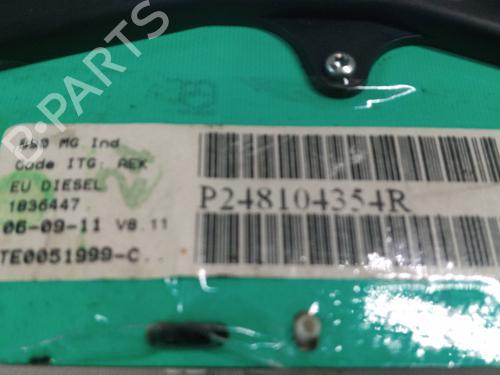 MG Ind
Code ITG: AEK
EU DIESEL
1836447
06-09-11 V8.11
TE0051999-C..
P248104354R
B-PARTS